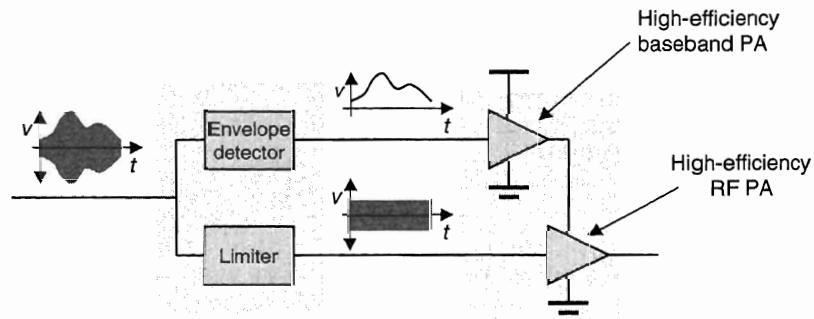 High-efficiency
baseband PA
v
t
v
t
Envelope
detector
High-efficiency
RF PA
v
t
Limiter